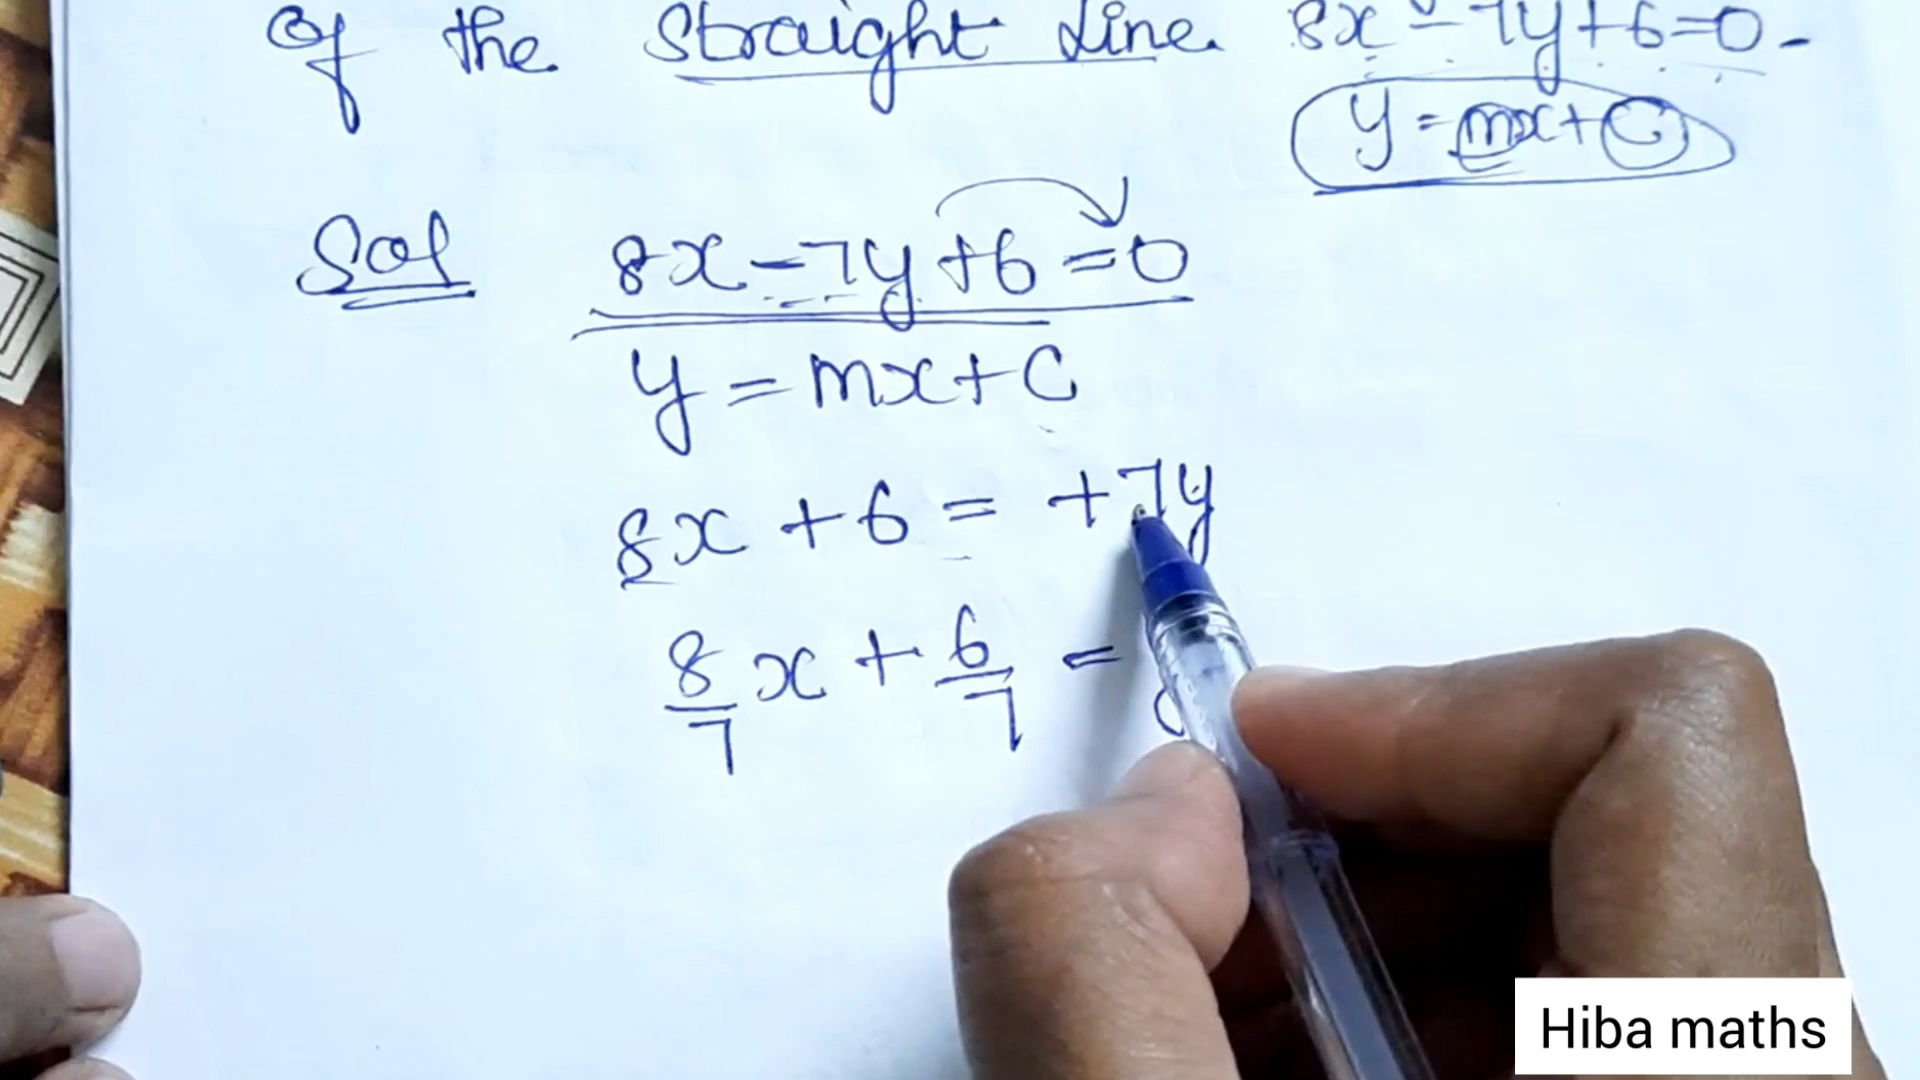 Of the Straight Line 8x - 7y + 6 = 0 -
y = mx + C
Sol 8x - 7y + 6 = 0
y = mx + C
8x + 6 = + 7y
8/7 x + 6/7 =
Hiba maths